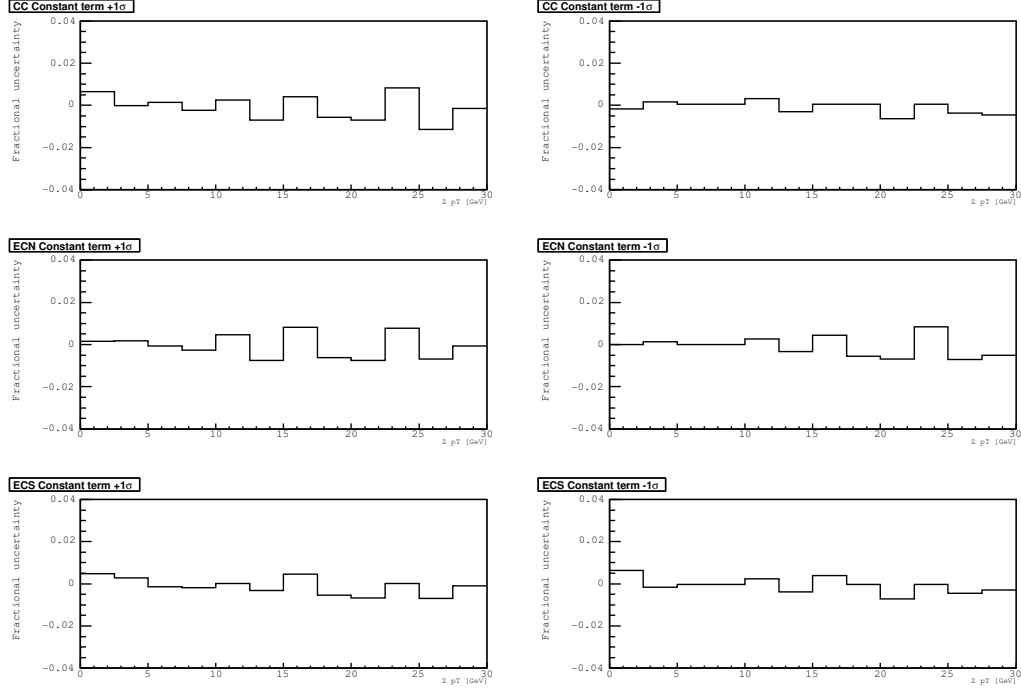 CC Constant term +1σ
Fractional uncertainty
0.04
0.02
0
−0.02
−0.04
0 5 10 15 20 25 30
Z pT [GeV]
CC Constant term -1σ
Fractional uncertainty
0.04
0.02
0
−0.02
−0.04
0 5 10 15 20 25 30
Z pT [GeV]
ECN Constant term +1σ
Fractional uncertainty
0.04
0.02
0
−0.02
−0.04
0 5 10 15 20 25 30
Z pT [GeV]
ECN Constant term -1σ
Fractional uncertainty
0.04
0.02
0
−0.02
−0.04
0 5 10 15 20 25 30
Z pT [GeV]
ECS Constant term +1σ
Fractional uncertainty
0.04
0.02
0
−0.02
−0.04
0 5 10 15 20 25 30
Z pT [GeV]
ECS Constant term -1σ
Fractional uncertainty
0.04
0.02
0
−0.02
−0.04
0 5 10 15 20 25 30
Z pT [GeV]